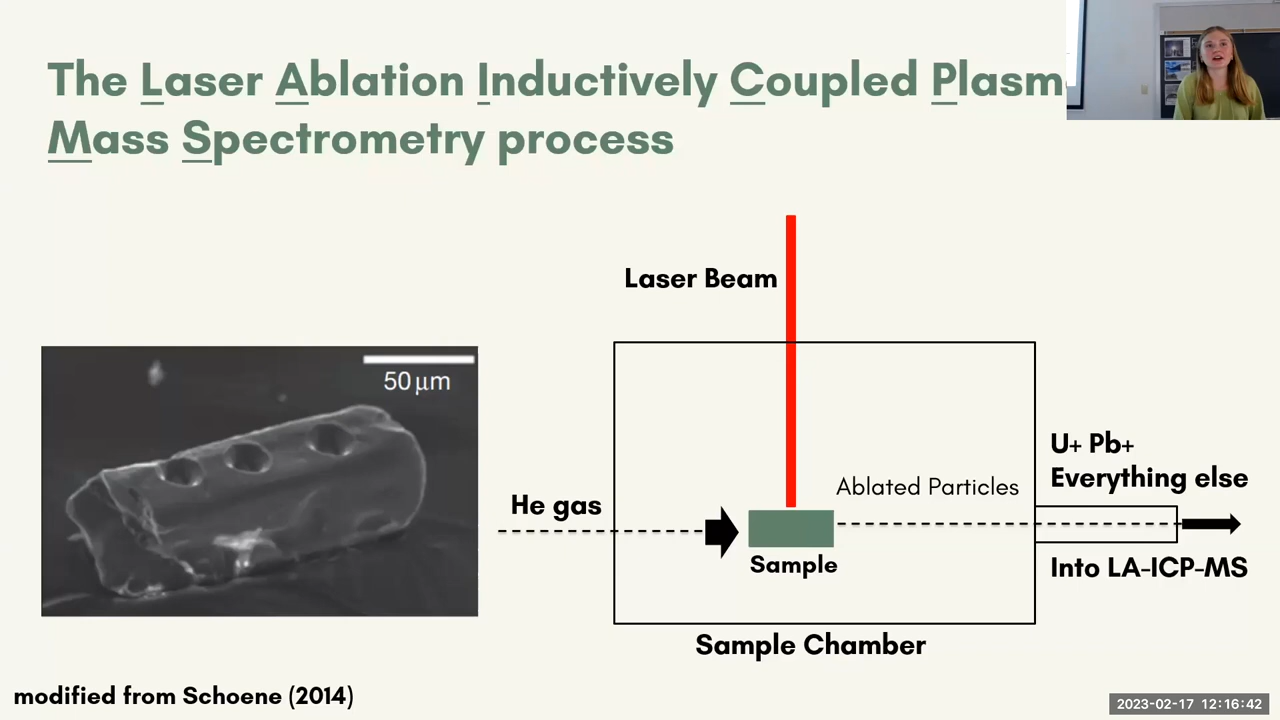 The Laser Ablation Inductively Coupled Plasm
Mass Spectrometry process
Laser Beam
50 µm
U+ Pb+
Everything else
Ablated Particles
He gas
Sample
Into LA-ICP-MS
Sample Chamber
modified from Schoene (2014)
2023-02-17 12:16:42